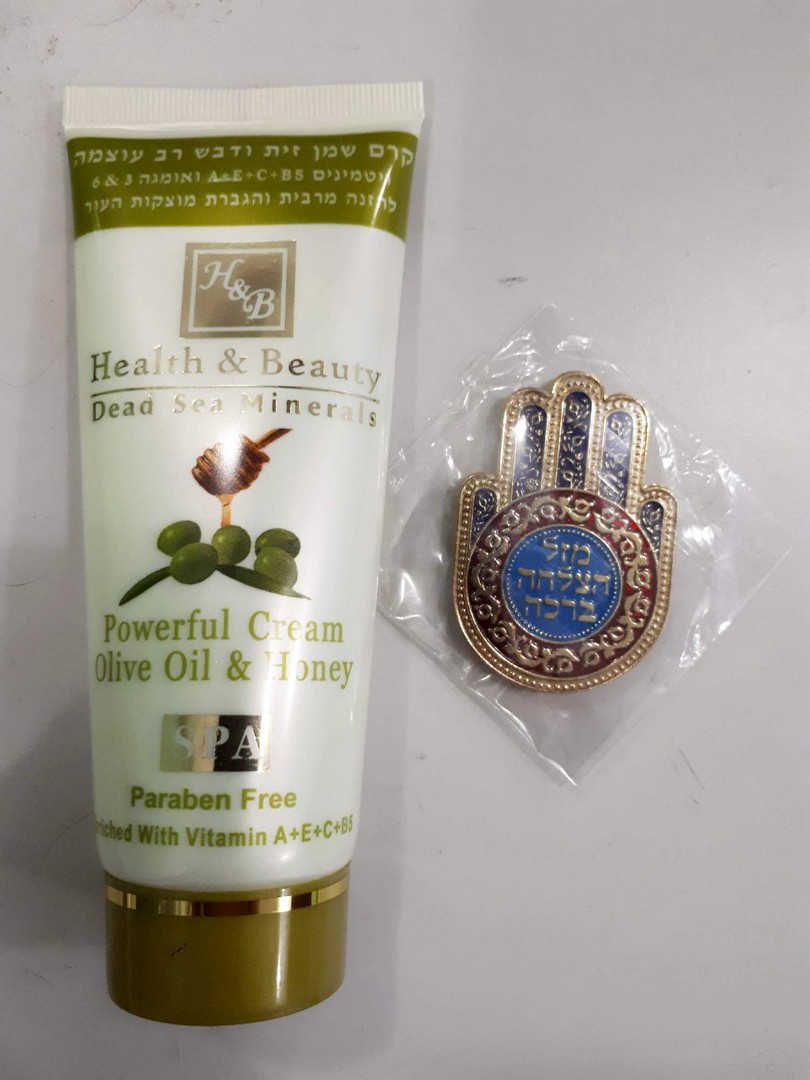 קרם שמן זית ודבש רב עוצמה
ויטמינים A+E+C+B5 ואומגה 3 & 6
להזנה מרבית והגברת מוצקות העור
H&B
Health & Beauty
Dead Sea Minerals
Powerful Cream
Olive Oil & Honey
SPA
Paraben Free
Enriched With Vitamin A+E+C+B5
מזל
הצלחה
ברכה